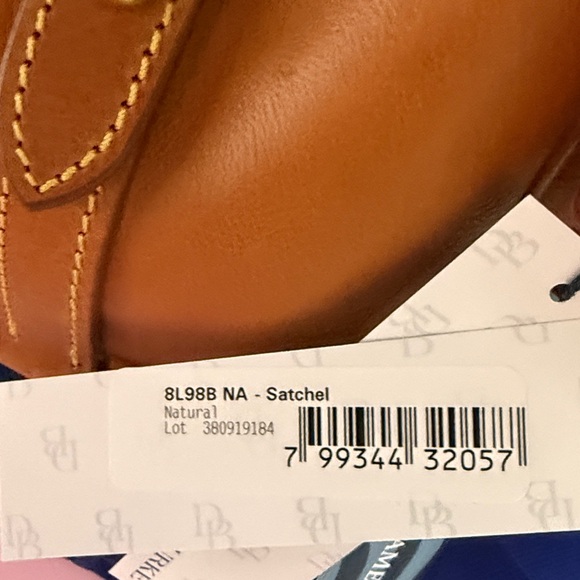 8L98B NA - Satchel
Natural
Lot 380919184
7 99344 32057